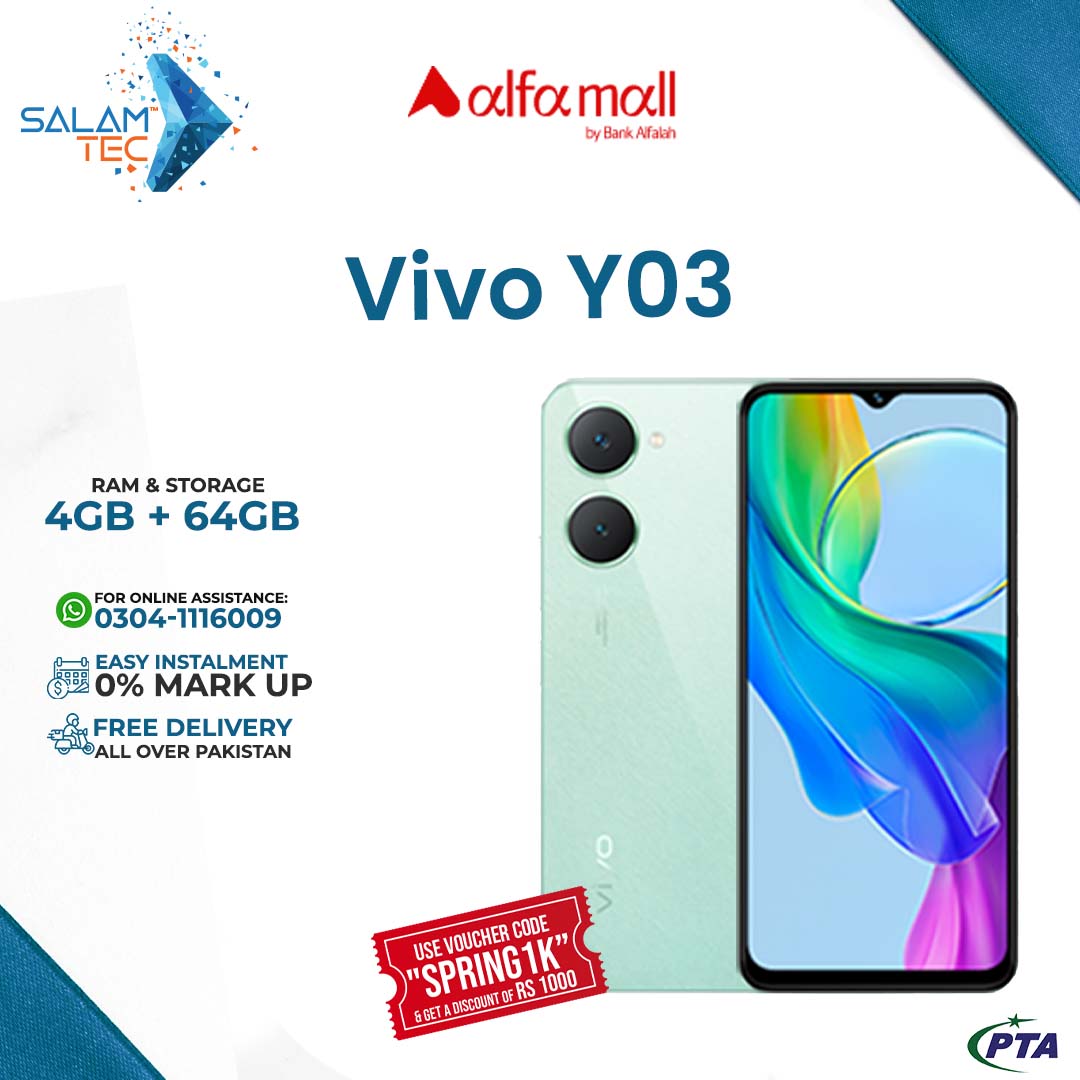 SALAM™
TEC
alfa mall
by Bank Alfalah
Vivo Y03
RAM & STORAGE
4GB + 64GB
FOR ONLINE ASSISTANCE:
0304-1116009
EASY INSTALMENT
0% MARK UP
FREE DELIVERY
ALL OVER PAKISTAN
vivo
USE VOUCHER CODE
"SPRING1K”
& GET A DISCOUNT OF RS 1000
PTA